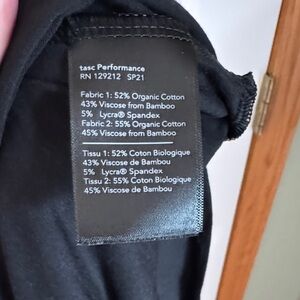 tasc Performance
RN 129212 SP21
Fabric 1: 52% Organic Cotton
43% Viscose from Bamboo
5% Lycra® Spandex
Fabric 2: 55% Organic Cotton
45% Viscose from Bamboo
Tissu 1: 52% Coton Biologique
43% Viscose de Bambou
5% Lycra® Spandex
Tissu 2: 55% Coton Biologique
45% Viscose de Bambou